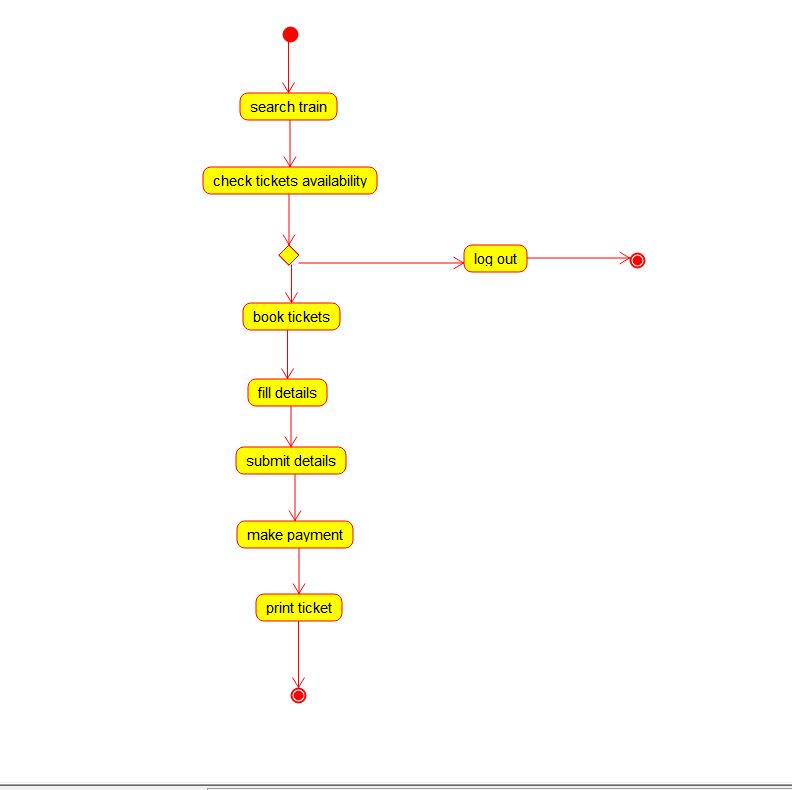 search train
check tickets availability
log out
book tickets
fill details
submit details
make payment
print ticket